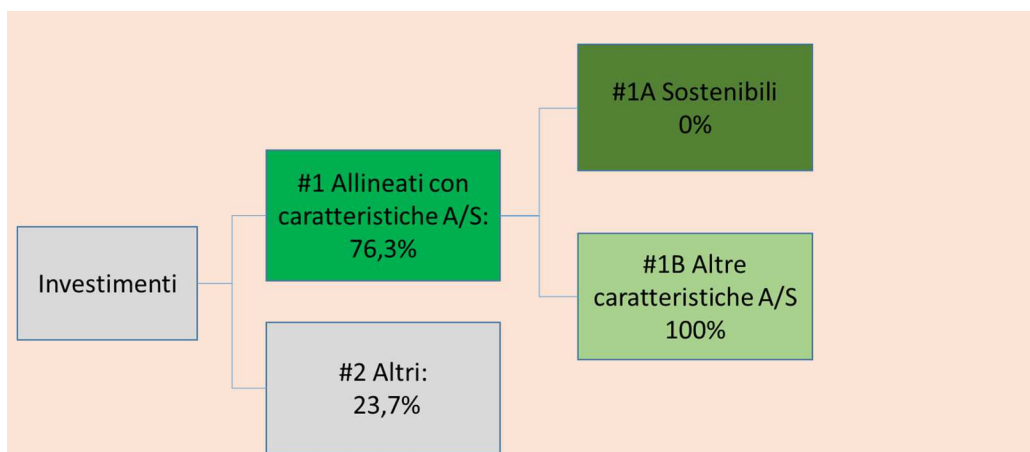 Investimenti
#1 Allineati con
caratteristiche A/S:
76,3%
#2 Altri:
23,7%
#1A Sostenibili
0%
#1B Altre
caratteristiche A/S
100%